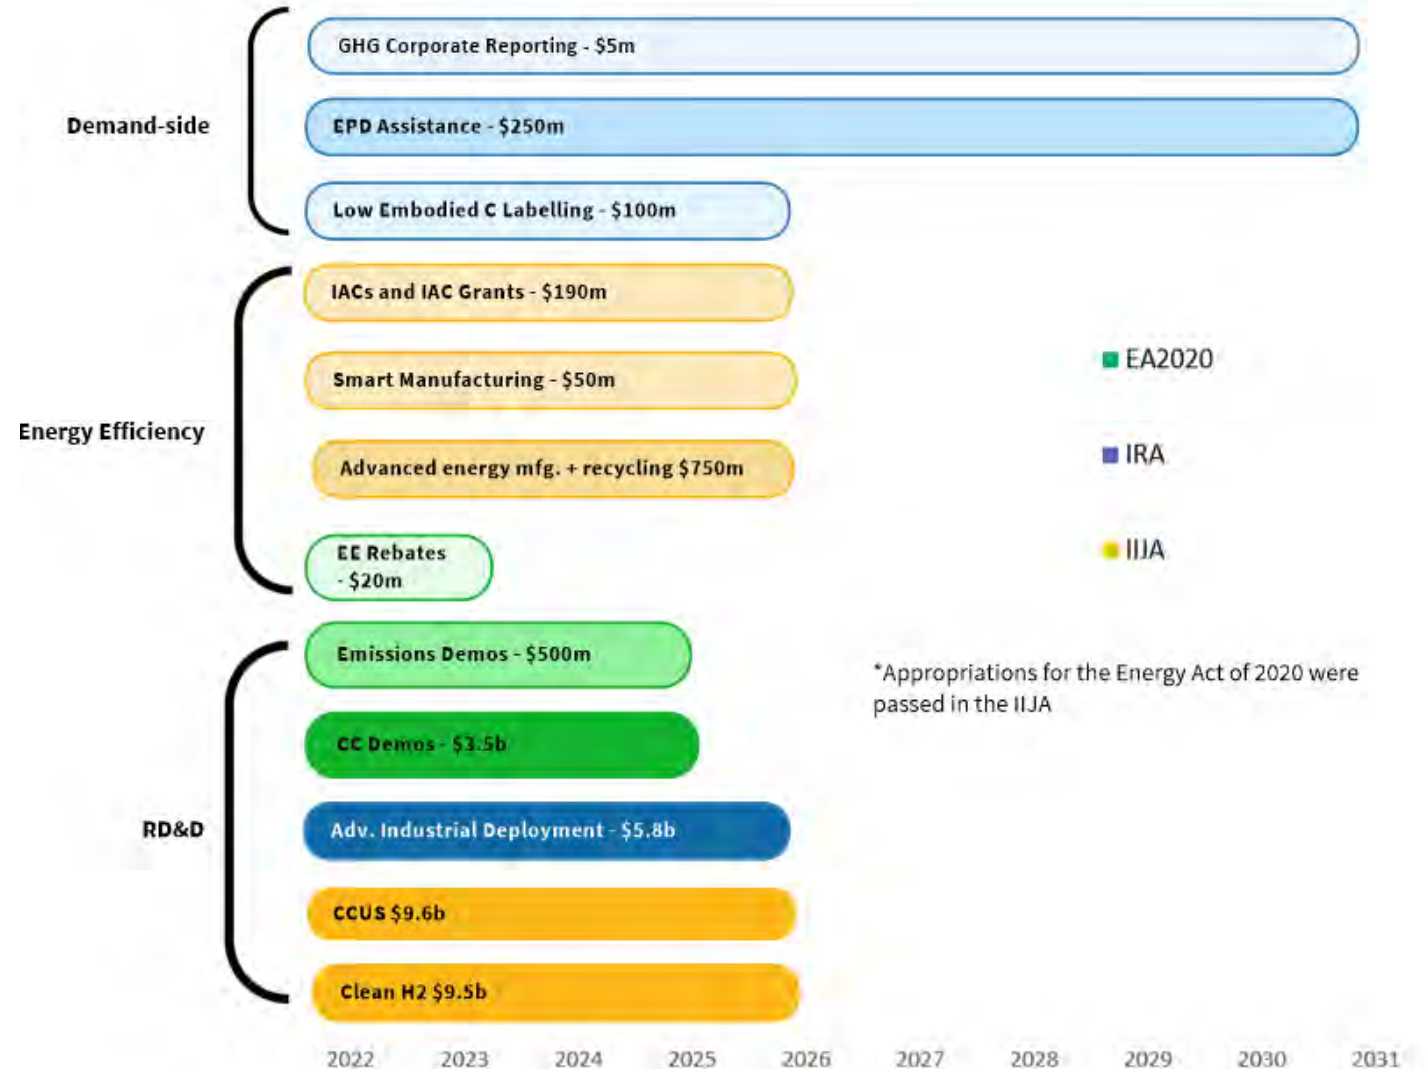 GHG Corporate Reporting - $5m
EPD Assistance - $250m
Demand-side
Low Embodied C Labelling - $100m
IACs and IAC Grants - $190m
Smart Manufacturing - $50m
Energy Efficiency
Advanced energy mfg. + recycling $750m
EE Rebates
- $20m
EA2020
IRA
IIJA
Emissions Demos - $500m
*Appropriations for the Energy Act of 2020 were
passed in the IIJA
CC Demos - $3.5b
RD&D
Adv. Industrial Deployment - $5.8b
CCUS $9.6b
Clean H2 $9.5b
2022 2023 2024 2025 2026 2027 2028 2029 2030 2031